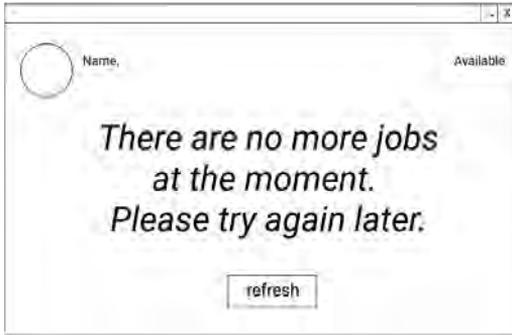 X
Name,
Available
There are no more jobs
at the moment.
Please try again later.
refresh